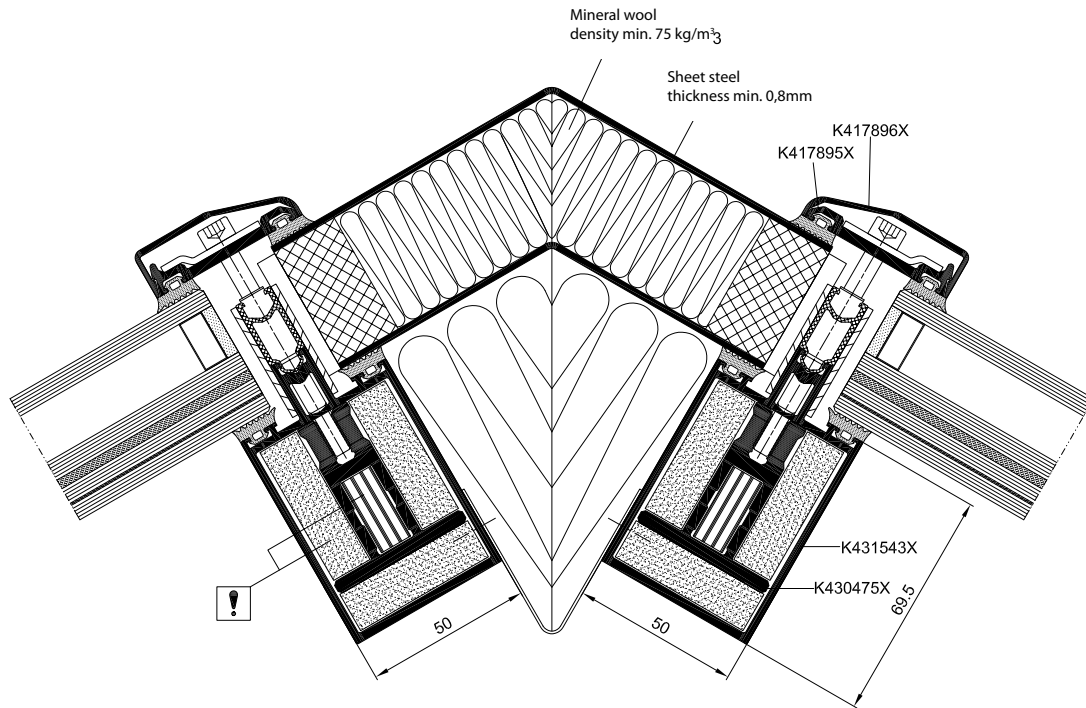 Mineral wool
density min. 75 kg/m³3
Sheet steel
thickness min. 0,8mm
K417896X
K417895X
K431543X
K430475X
69.5
!
50
50